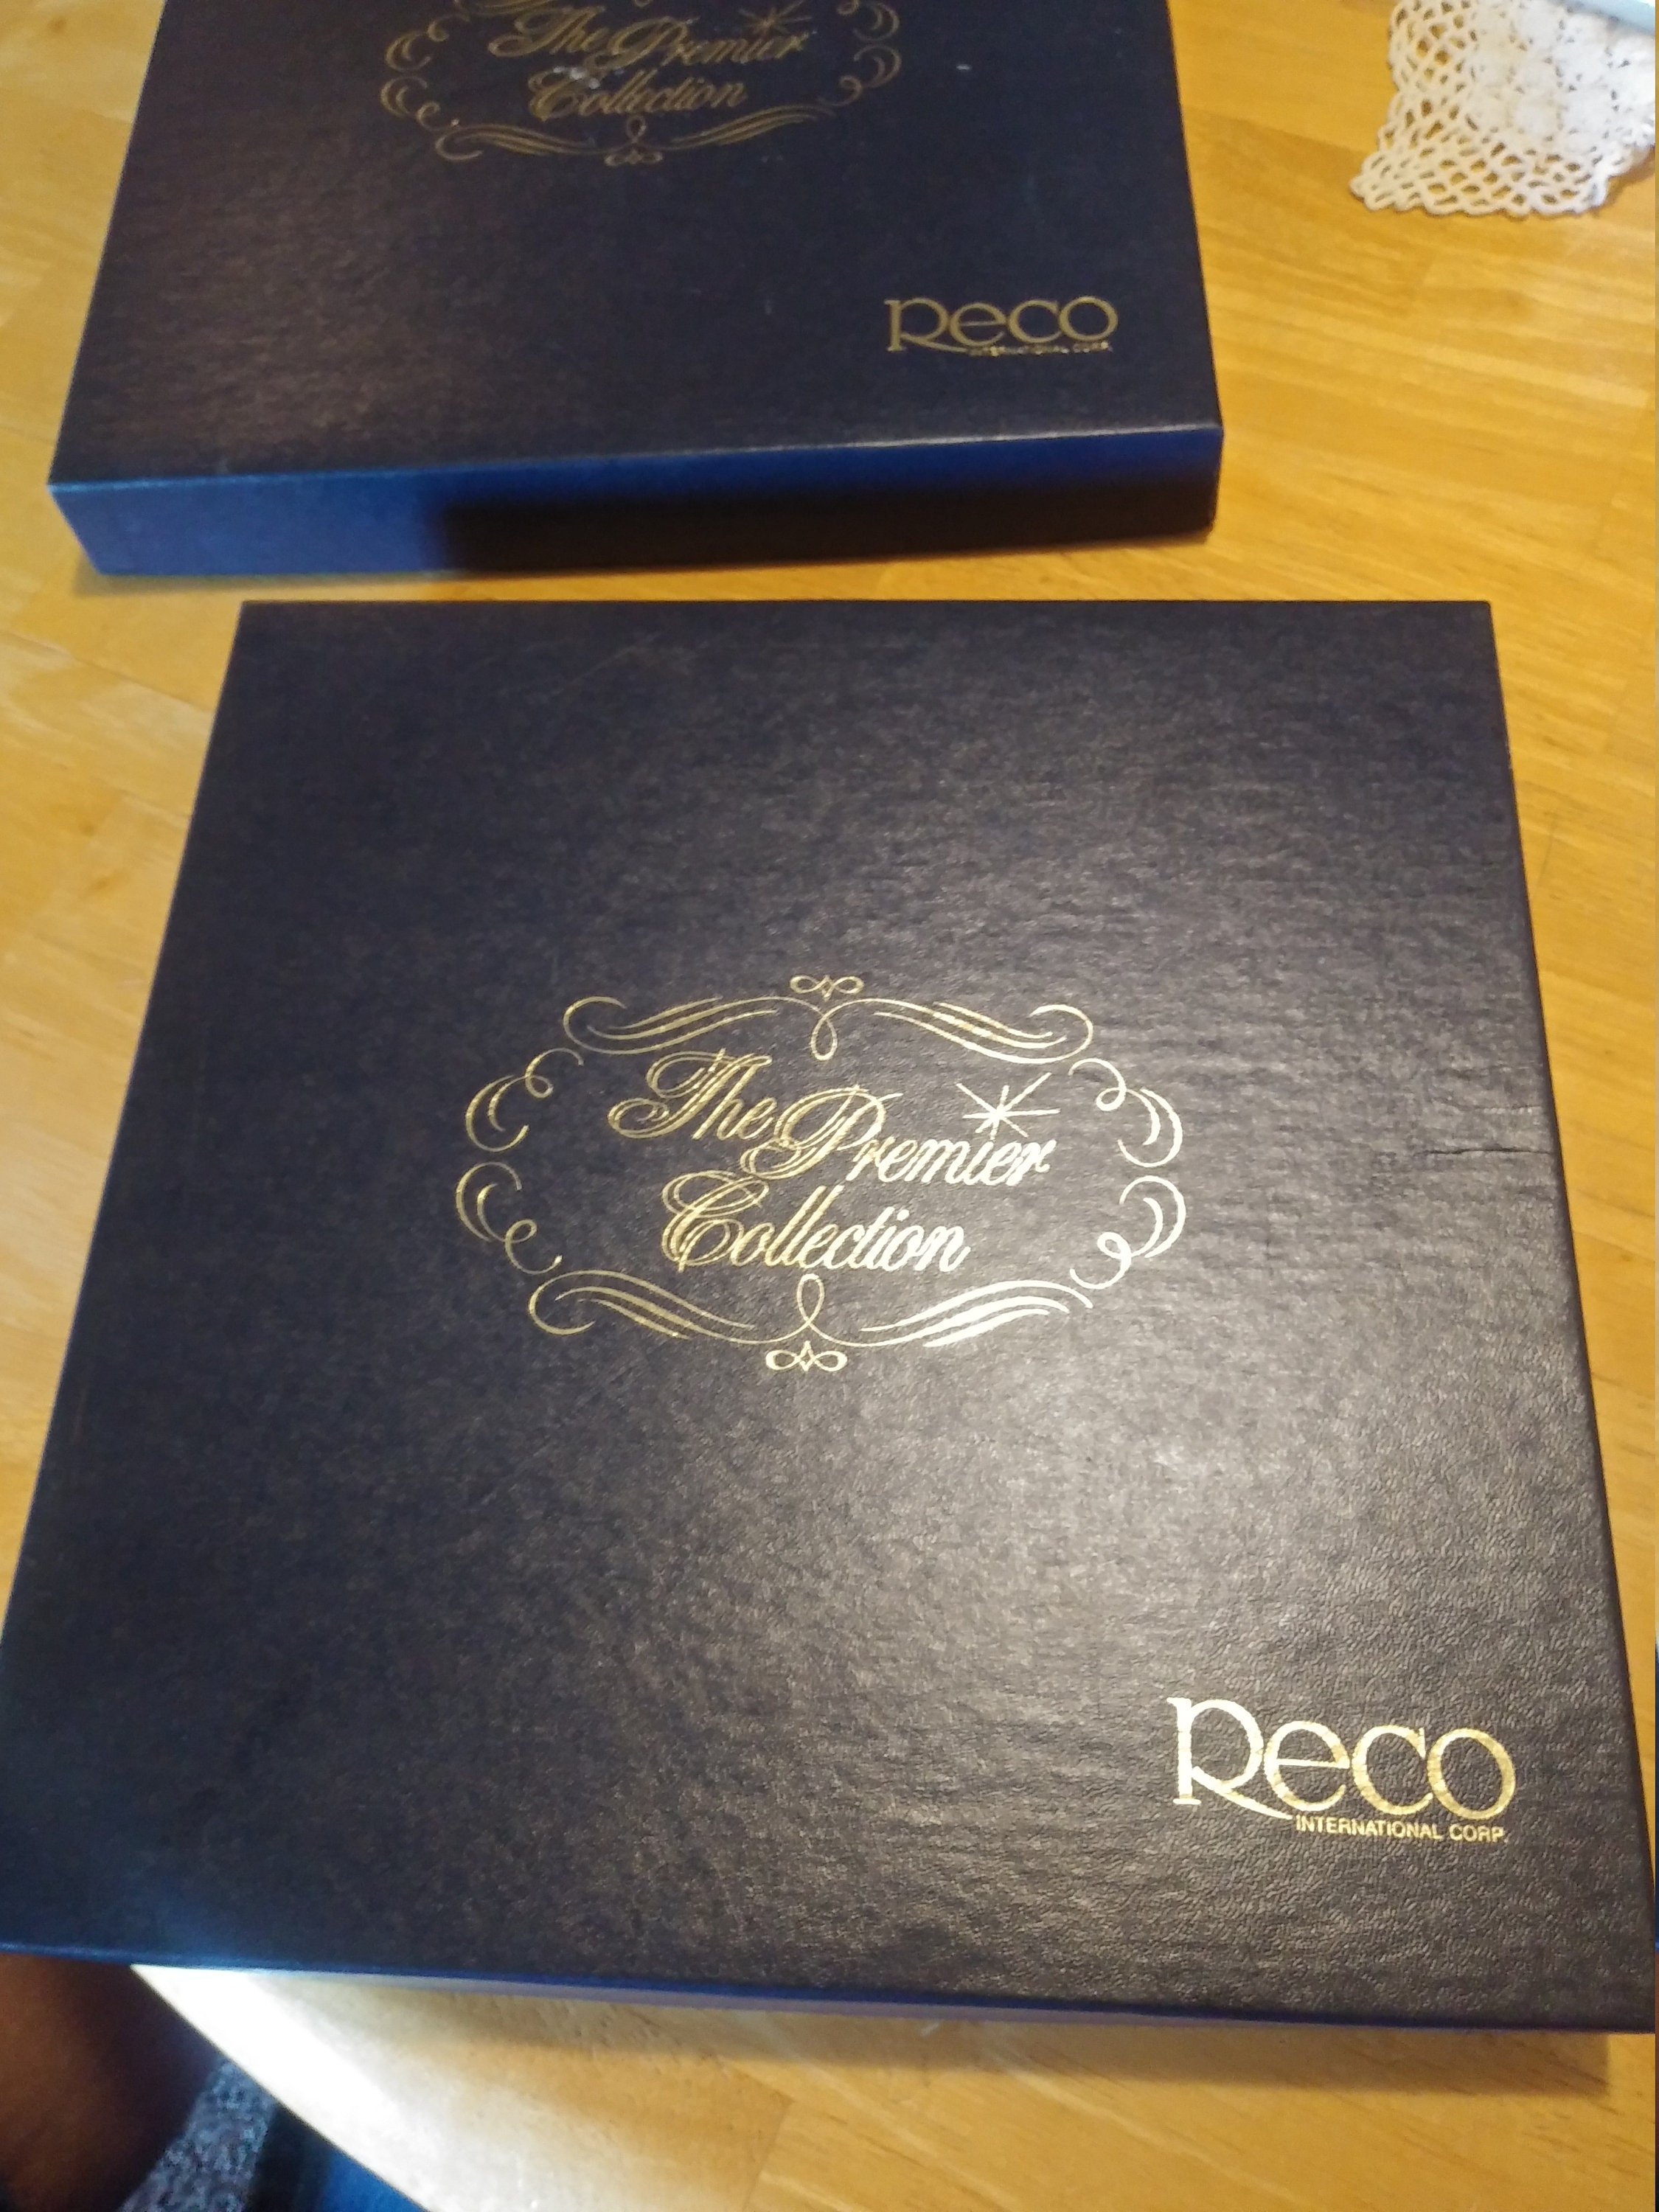 The Premier
Collection
Reco
INTERNATIONAL CORP.
The Premier
Collection
Reco
INTERNATIONAL CORP.